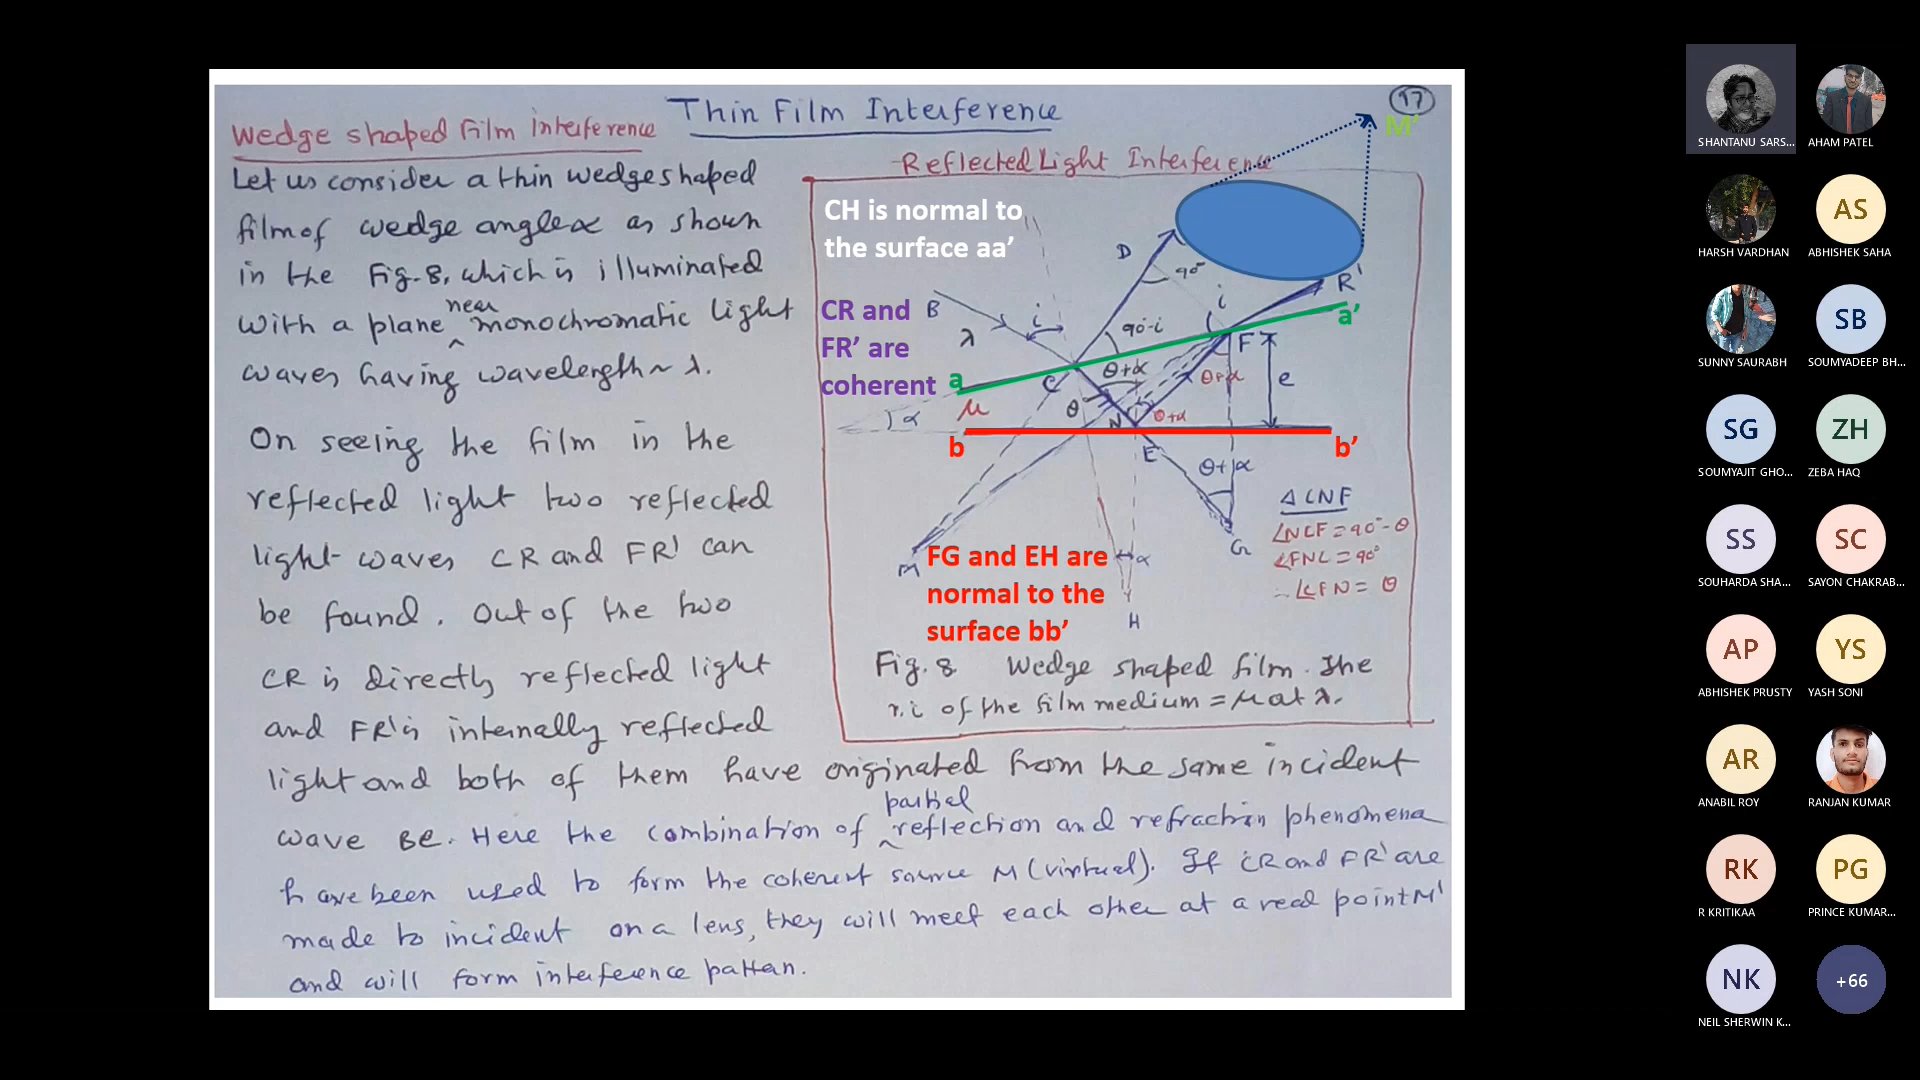 Thin Film Interference
17
Wedge shaped Film Interference
Let us consider a thin wedge shaped
film of wedge angle α as shown
in the Fig. 8, which is illuminated
with a plane near monochromatic light
waves having wavelength ~ λ.
On seeing the film in the
reflected light two reflected
light waves CR and FR' can
be found. Out of the two
CR is directly reflected light
and FR' is internally reflected
light and both of them have originated from the same incident
wave BC. Here the combination of partial reflection and refraction phenomena
have been used to form the coherent source M (virtual). If CR and FR' are
made to incident on a lens, they will meet each other at a real point M'
and will form interference pattern.
Reflected Light Interference
M'
CH is normal to
the surface aa’
CR and
FR’ are
coherent
D
90°
i
R'
B
i
90-i
a’
λ
F
a
C
θ+α
θ+α
e
μ
θ
α
N
θ+α
b
b’
E
θ+α
G
M
FG and EH are
normal to the
surface bb’
α
H
Δ CNF
∠NCF = 90°-θ
∠FNC = 90°
∴ ∠CFN = θ
Fig. 8 Wedge shaped film. The
r.i of the film medium = μ at λ.
SHANTANU SARS...
AHAM PATEL
HARSH VARDHAN
AS
ABHISHEK SAHA
SUNNY SAURABH
SB
SOUMYADEEP BH...
SG
SOUMYAJIT GHO...
ZH
ZEBA HAQ
SS
SOUHARDA SHA...
SC
SAYON CHAKRAB...
AP
ABHISHEK PRUSTY
YS
YASH SONI
AR
ANABIL ROY
RANJAN KUMAR
RK
R KRITIKAA
PG
PRINCE KUMAR...
NK
NEIL SHERWIN K...
+66